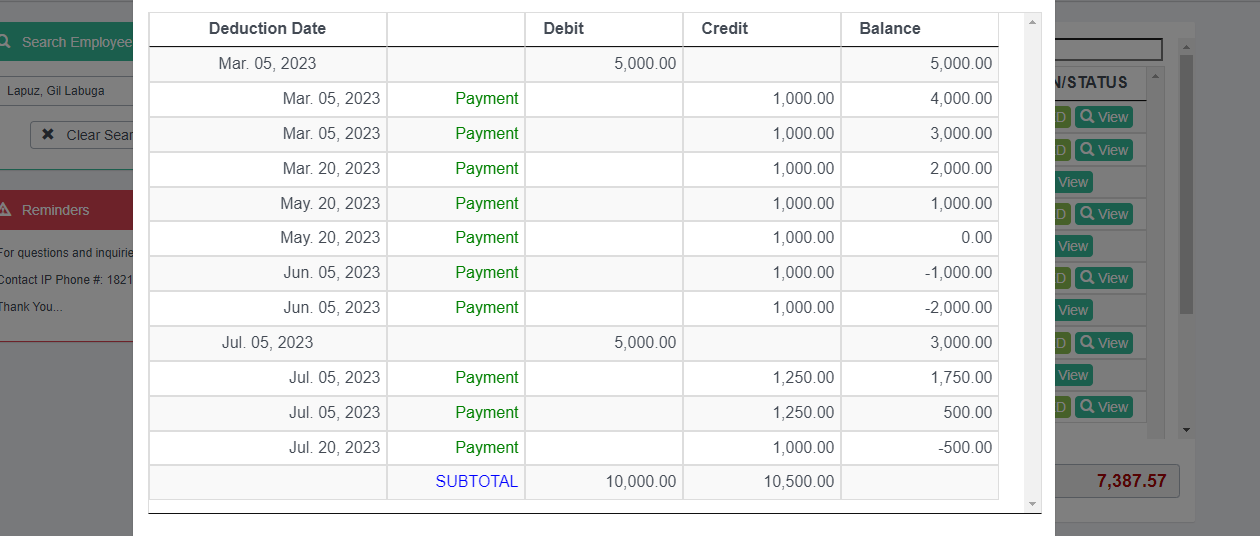 Deduction Date Debit Credit Balance
Mar. 05, 2023 5,000.00 5,000.00
Mar. 05, 2023 Payment 1,000.00 4,000.00
Mar. 05, 2023 Payment 1,000.00 3,000.00
Mar. 20, 2023 Payment 1,000.00 2,000.00
May. 20, 2023 Payment 1,000.00 1,000.00
May. 20, 2023 Payment 1,000.00 0.00
Jun. 05, 2023 Payment 1,000.00 -1,000.00
Jun. 05, 2023 Payment 1,000.00 -2,000.00
Jul. 05, 2023 5,000.00 3,000.00
Jul. 05, 2023 Payment 1,250.00 1,750.00
Jul. 05, 2023 Payment 1,250.00 500.00
Jul. 20, 2023 Payment 1,000.00 -500.00
SUBTOTAL 10,000.00 10,500.00
Search Employee
Lapuz, Gil Labuga
Clear Sear
Reminders
For questions and inquirie
Contact IP Phone #: 1821
Thank You...
N/STATUS
D View
D View
View
D View
View
D View
View
D View
View
D View
7,387.57